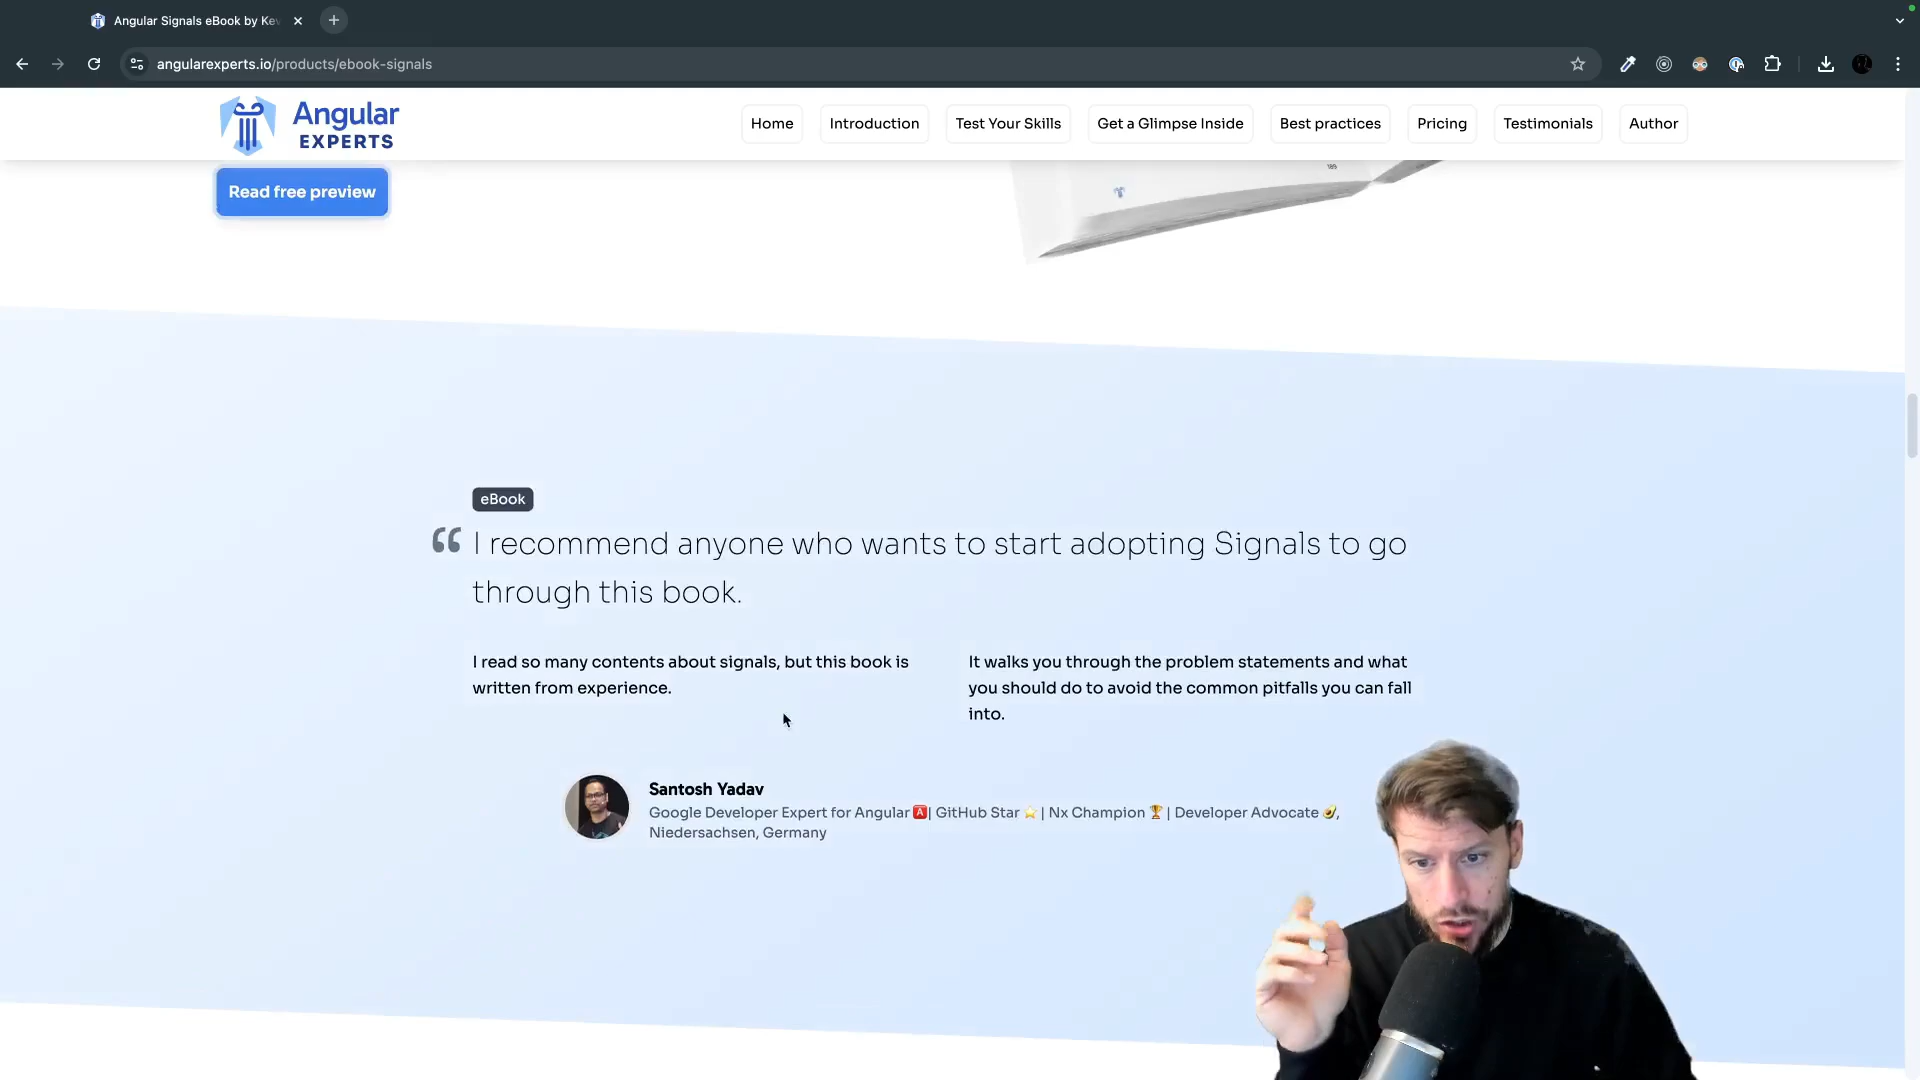 Angular Signals eBook by Kev
angularexperts.io/products/ebook-signals
Angular
EXPERTS
Home
Introduction
Test Your Skills
Get a Glimpse Inside
Best practices
Pricing
Testimonials
Author
Read free preview
189
eBook
“ I recommend anyone who wants to start adopting Signals to go
through this book.
I read so many contents about signals, but this book is
written from experience.
It walks you through the problem statements and what
you should do to avoid the common pitfalls you can fall
into.
Santosh Yadav
Google Developer Expert for Angular 🅰️| GitHub Star ⭐ | Nx Champion 🏆 | Developer Advocate 🥑,
Niedersachsen, Germany